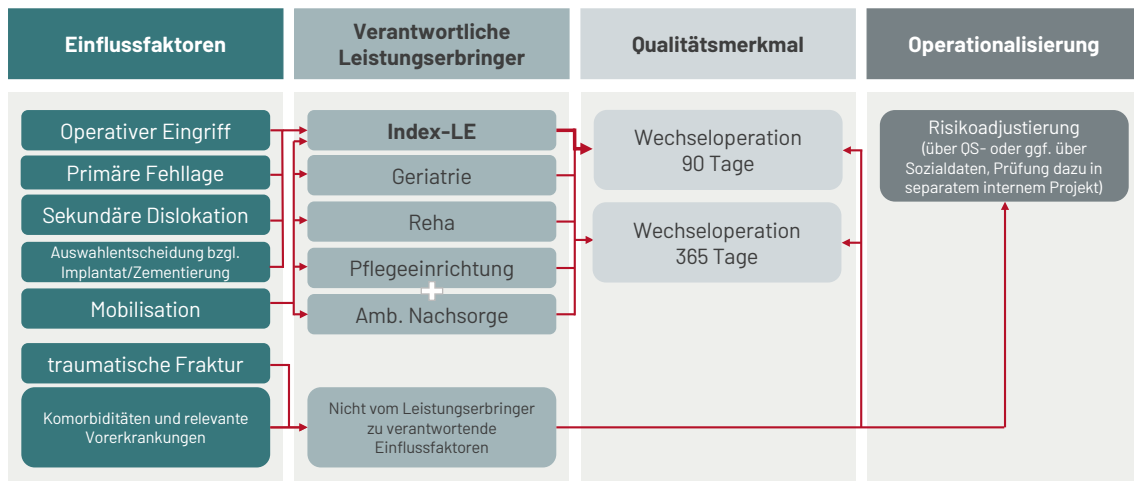 Einflussfaktoren
Verantwortliche
Leistungserbringer
Qualitätsmerkmal
Operationalisierung
Operativer Eingriff
Primäre Fehllage
Sekundäre Dislokation
Auswahlentscheidung bzgl.
Implantat/Zementierung
Mobilisation
traumatische Fraktur
Komorbiditäten und relevante
Vorerkrankungen
Index-LE
Geriatrie
Reha
Pflegeeinrichtung
+
Amb. Nachsorge
Nicht vom Leistungserbringer
zu verantwortende
Einflussfaktoren
Wechseloperation
90 Tage
Wechseloperation
365 Tage
Risikoadjustierung
(über QS- oder ggf. über
Sozialdaten, Prüfung dazu in
separatem internem Projekt)